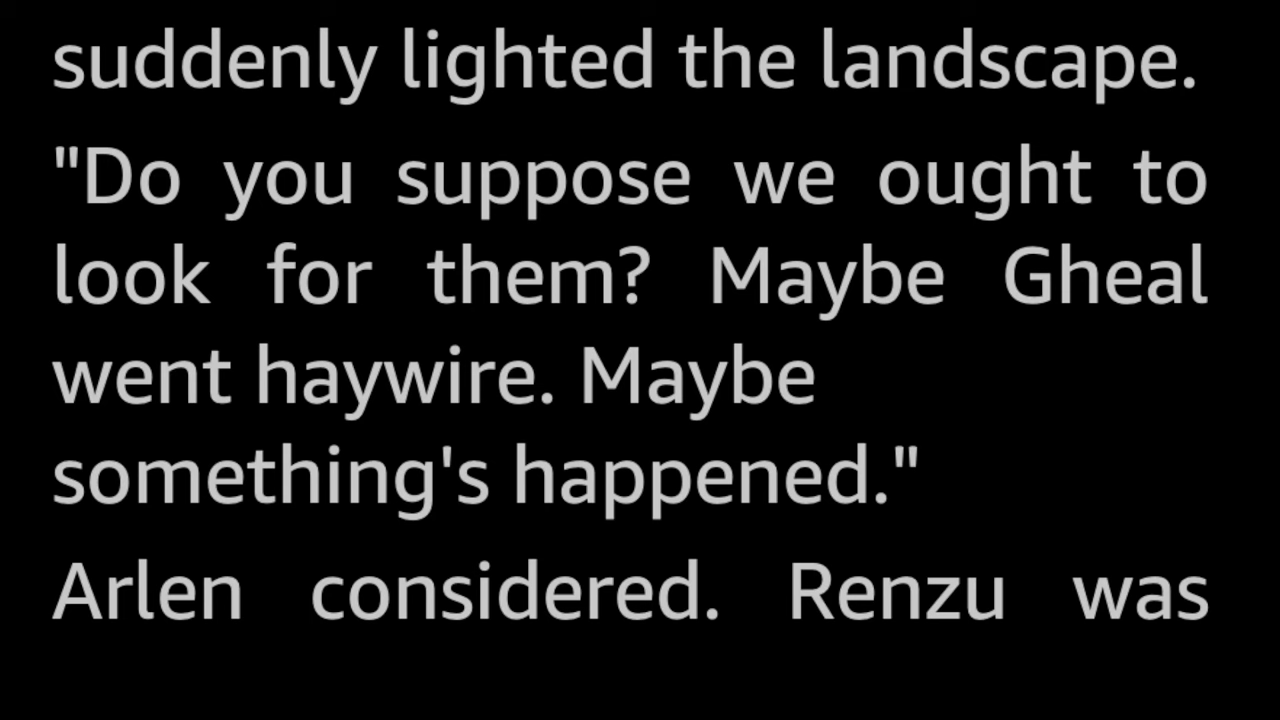 suddenly lighted the landscape.
"Do you suppose we ought to
look for them? Maybe Gheal
went haywire. Maybe
something's happened."
Arlen considered. Renzu was